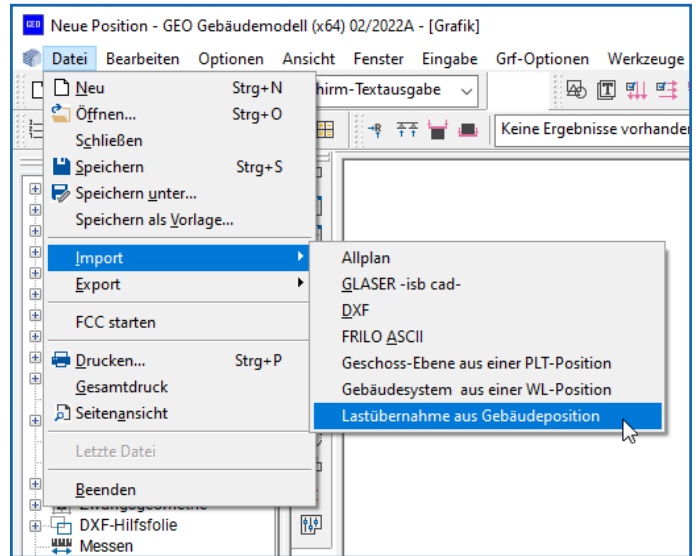 GEO Neue Position - GEO Gebäudemodell (x64) 02/2022A - [Grafik]
Datei Bearbeiten Optionen Ansicht Fenster Eingabe Grf-Optionen Werkzeuge
Neu Strg+N
Öffnen... Strg+O
Schließen
Speichern Strg+S
Speichern unter...
Speichern als Vorlage...
Import
Export
FCC starten
Drucken... Strg+P
Gesamtdruck
Seitenansicht
Letzte Datei
Beenden
hirm-Textausgabe
Keine Ergebnisse vorhander
Allplan
GLASER -isb cad-
DXF
FRILO ASCII
Geschoss-Ebene aus einer PLT-Position
Gebäudesystem aus einer WL-Position
Lastübernahme aus Gebäudeposition
DXF-Hilfsfolie
Messen